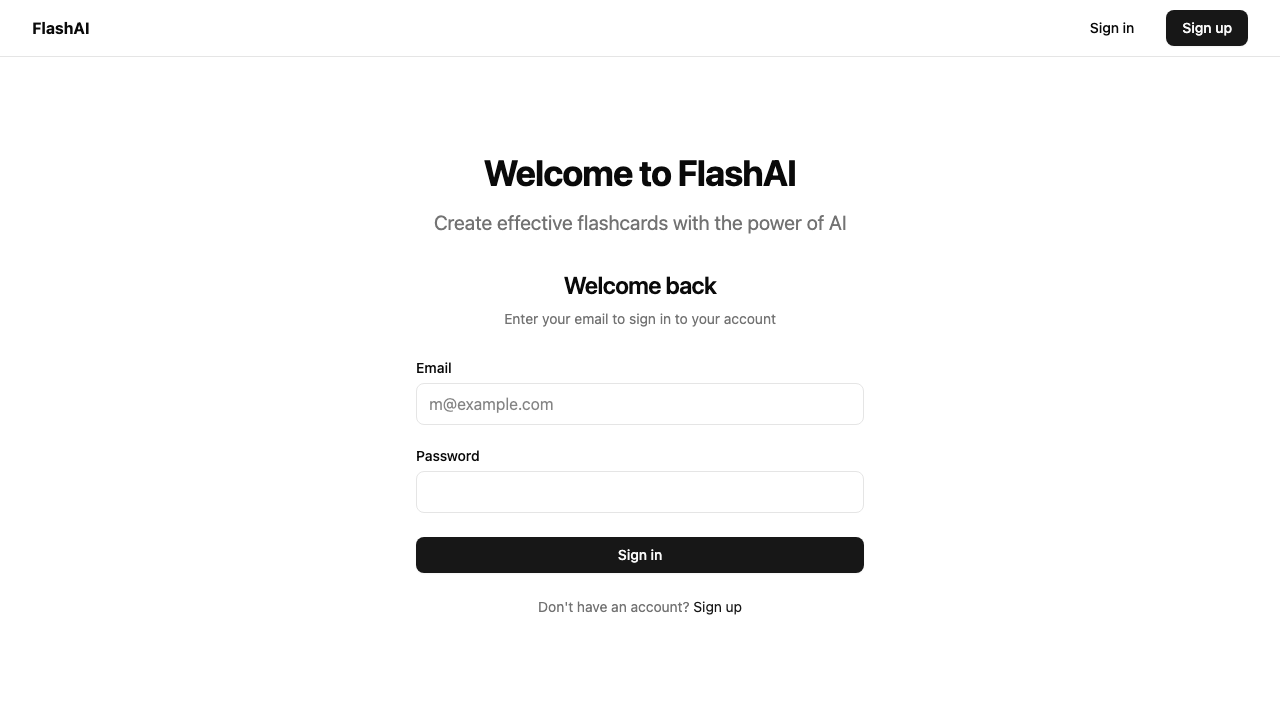 FlashAI
Sign in
Sign up
Welcome to FlashAI
Create effective flashcards with the power of AI
Welcome back
Enter your email to sign in to your account
Email
m@example.com
Password
Sign in
Don't have an account? Sign up